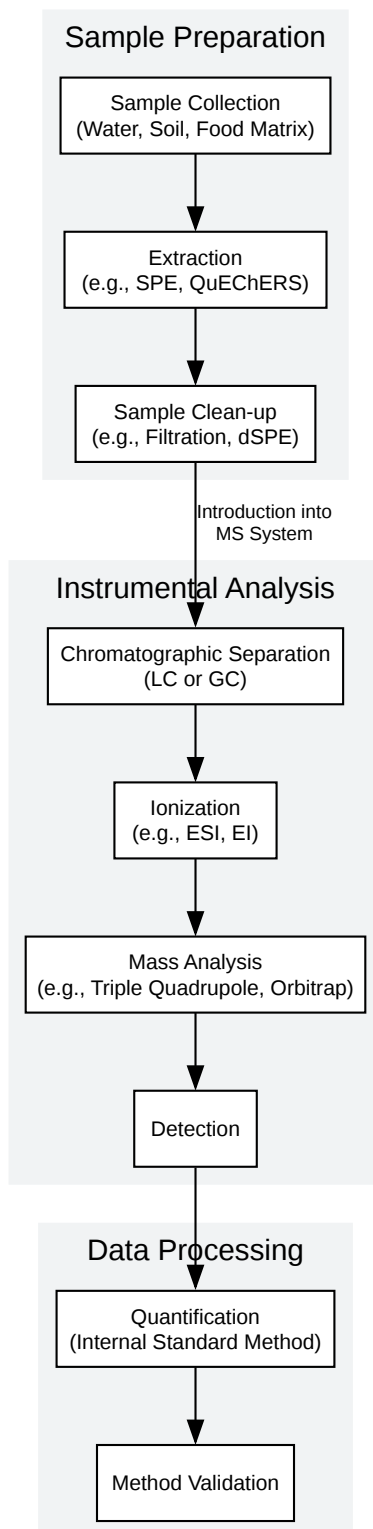 Sample Preparation
Sample Collection
(Water, Soil, Food Matrix)
Extraction
(e.g., SPE, QuEChERS)
Sample Clean-up
(e.g., Filtration, dSPE)
Introduction into
MS System
Instrumental Analysis
Chromatographic Separation
(LC or GC)
Ionization
(e.g., ESI, EI)
Mass Analysis
(e.g., Triple Quadrupole, Orbitrap)
Detection
Data Processing
Quantification
(Internal Standard Method)
Method Validation